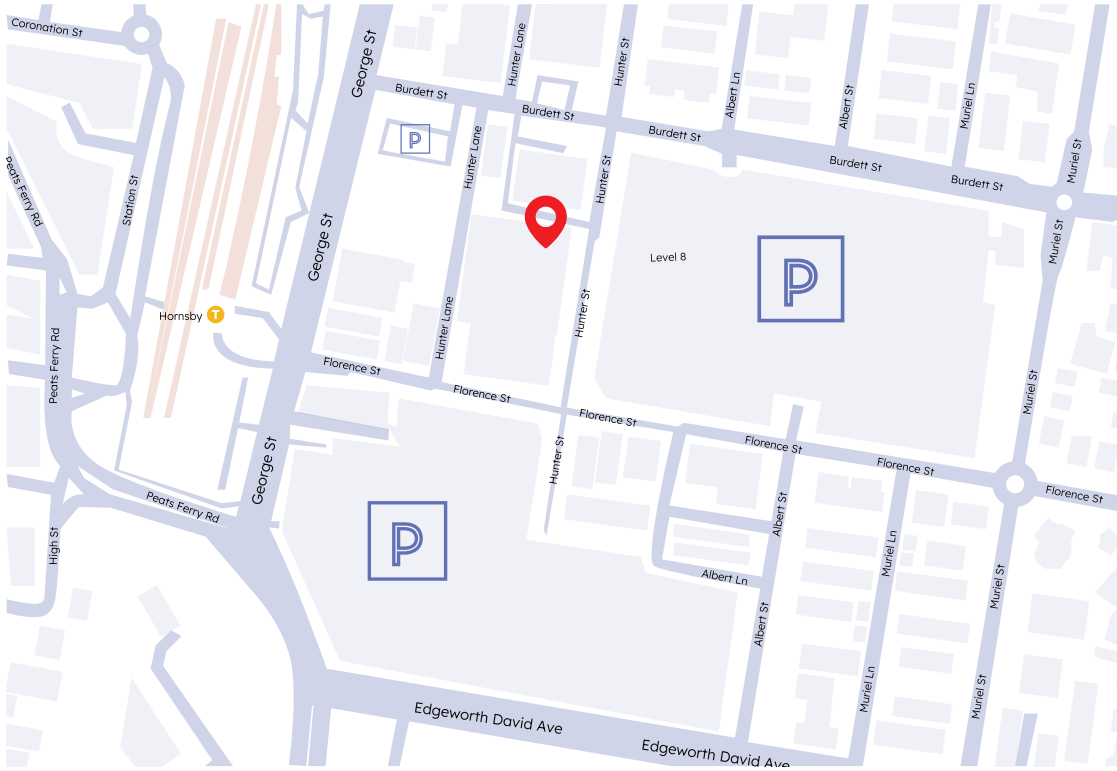 Coronation St
George St
Hunter Lane
Hunter St
Albert Ln
Albert St
Muriel Ln
Muriel St
Burdett St
Burdett St
Burdett St
Burdett St
Burdett St
P
Hunter Lane
Hunter St
Peats Ferry Rd
Station St
George St
Level 8
P
Muriel St
Hornsby T
Hunter Lane
Hunter St
Peats Ferry Rd
Florence St
Florence St
Florence St
Florence St
Florence St
Florence St
Muriel St
George St
Hunter St
Peats Ferry Rd
High St
P
Albert St
Albert Ln
Muriel Ln
Muriel St
Albert St
Muriel Ln
Muriel St
Edgeworth David Ave
Edgeworth David Ave